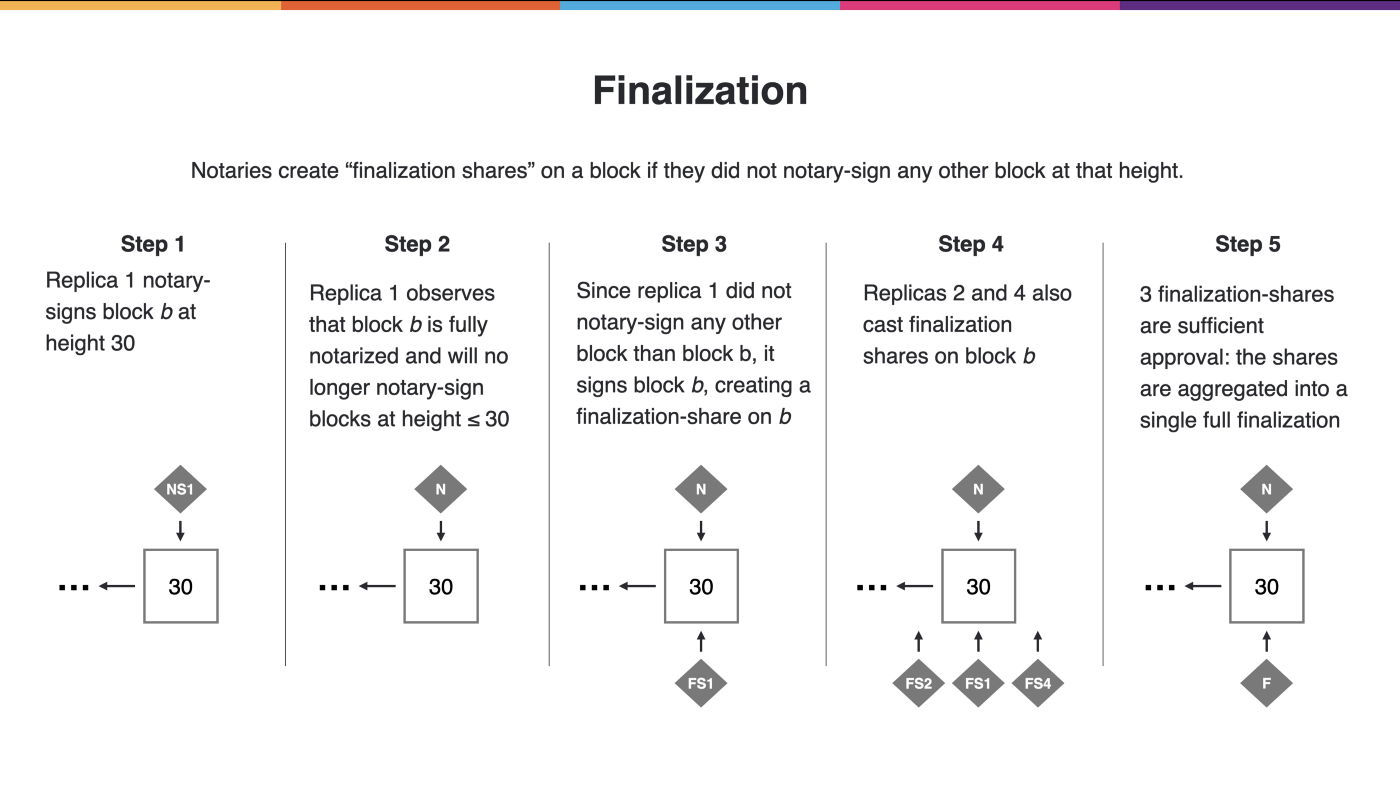 Finalization
Notaries create “finalization shares” on a block if they did not notary-sign any other block at that height.
Step 1
Replica 1 notary-
signs block b at
height 30
NS1
30
...
Step 2
Replica 1 observes
that block b is fully
notarized and will no
longer notary-sign
blocks at height ≤ 30
N
30
...
Step 3
Since replica 1 did not
notary-sign any other
block than block b, it
signs block b, creating a
finalization-share on b
N
30
...
FS1
Step 4
Replicas 2 and 4 also
cast finalization
shares on block b
N
30
...
FS2 FS1 FS4
Step 5
3 finalization-shares
are sufficient
approval: the shares
are aggregated into a
single full finalization
N
30
...
F